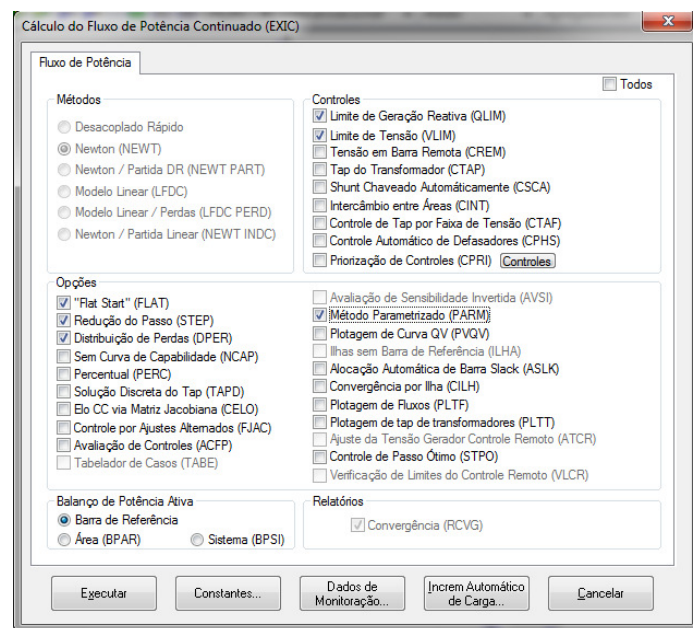 Cálculo do Fluxo de Potência Continuado (EXIC)
Fluxo de Potência
Todos
Métodos
Desacoplado Rápido
Newton (NEWT)
Newton / Partida DR (NEWT PART)
Modelo Linear (LFDC)
Modelo Linear / Perdas (LFDC PERD)
Newton / Partida Linear (NEWT INDC)
Controles
Limite de Geração Reativa (QLIM)
Limite de Tensão (VLIM)
Tensão em Barra Remota (CREM)
Tap do Transformador (CTAP)
Shunt Chaveado Automáticamente (CSCA)
Intercâmbio entre Áreas (CINT)
Controle de Tap por Faixa de Tensão (CTAF)
Controle Automático de Defasadores (CPHS)
Priorização de Controles (CPRI) Controles
Opções
"Flat Start" (FLAT)
Redução do Passo (STEP)
Distribuição de Perdas (DPER)
Sem Curva de Capabilidade (NCAP)
Percentual (PERC)
Solução Discreta do Tap (TAPD)
Elo CC via Matriz Jacobiana (CELO)
Controle por Ajustes Alternados (FJAC)
Avaliação de Controles (ACFP)
Tabelador de Casos (TABE)
Avaliação de Sensibilidade Invertida (AVSI)
Método Parametrizado (PARM)
Plotagem de Curva QV (PVQV)
Ilhas sem Barra de Referência (ILHA)
Alocação Automática de Barra Slack (ASLK)
Convergência por Ilha (CILH)
Plotagem de Fluxos (PLTF)
Plotagem de tap de transformadores (PLTT)
Ajuste da Tensão Gerador Controle Remoto (ATCR)
Controle de Passo Ótimo (STPO)
Verificação de Limites do Controle Remoto (VLCR)
Balanço de Potência Ativa
Barra de Referência
Área (BPAR) Sistema (BPSI)
Relatórios
Convergência (RCVG)
Executar
Constantes...
Dados de
Monitoração...
Increm Automático
de Carga...
Cancelar